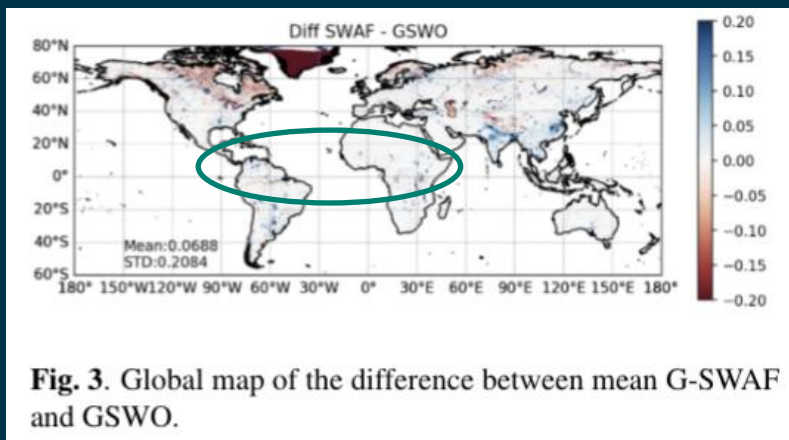 Diff SWAF - GSWO
80°N
60°N
40°N
20°N
0°
20°S
40°S
60°S
Mean:0.0688
STD:0.2084
180° 150°W120°W 90°W 60°W 30°W 0° 30°E 60°E 90°E 120°E 150°E 180°
0.20
0.15
0.10
0.05
0.00
−0.05
−0.10
−0.15
−0.20
Fig. 3. Global map of the difference between mean G-SWAF
and GSWO.